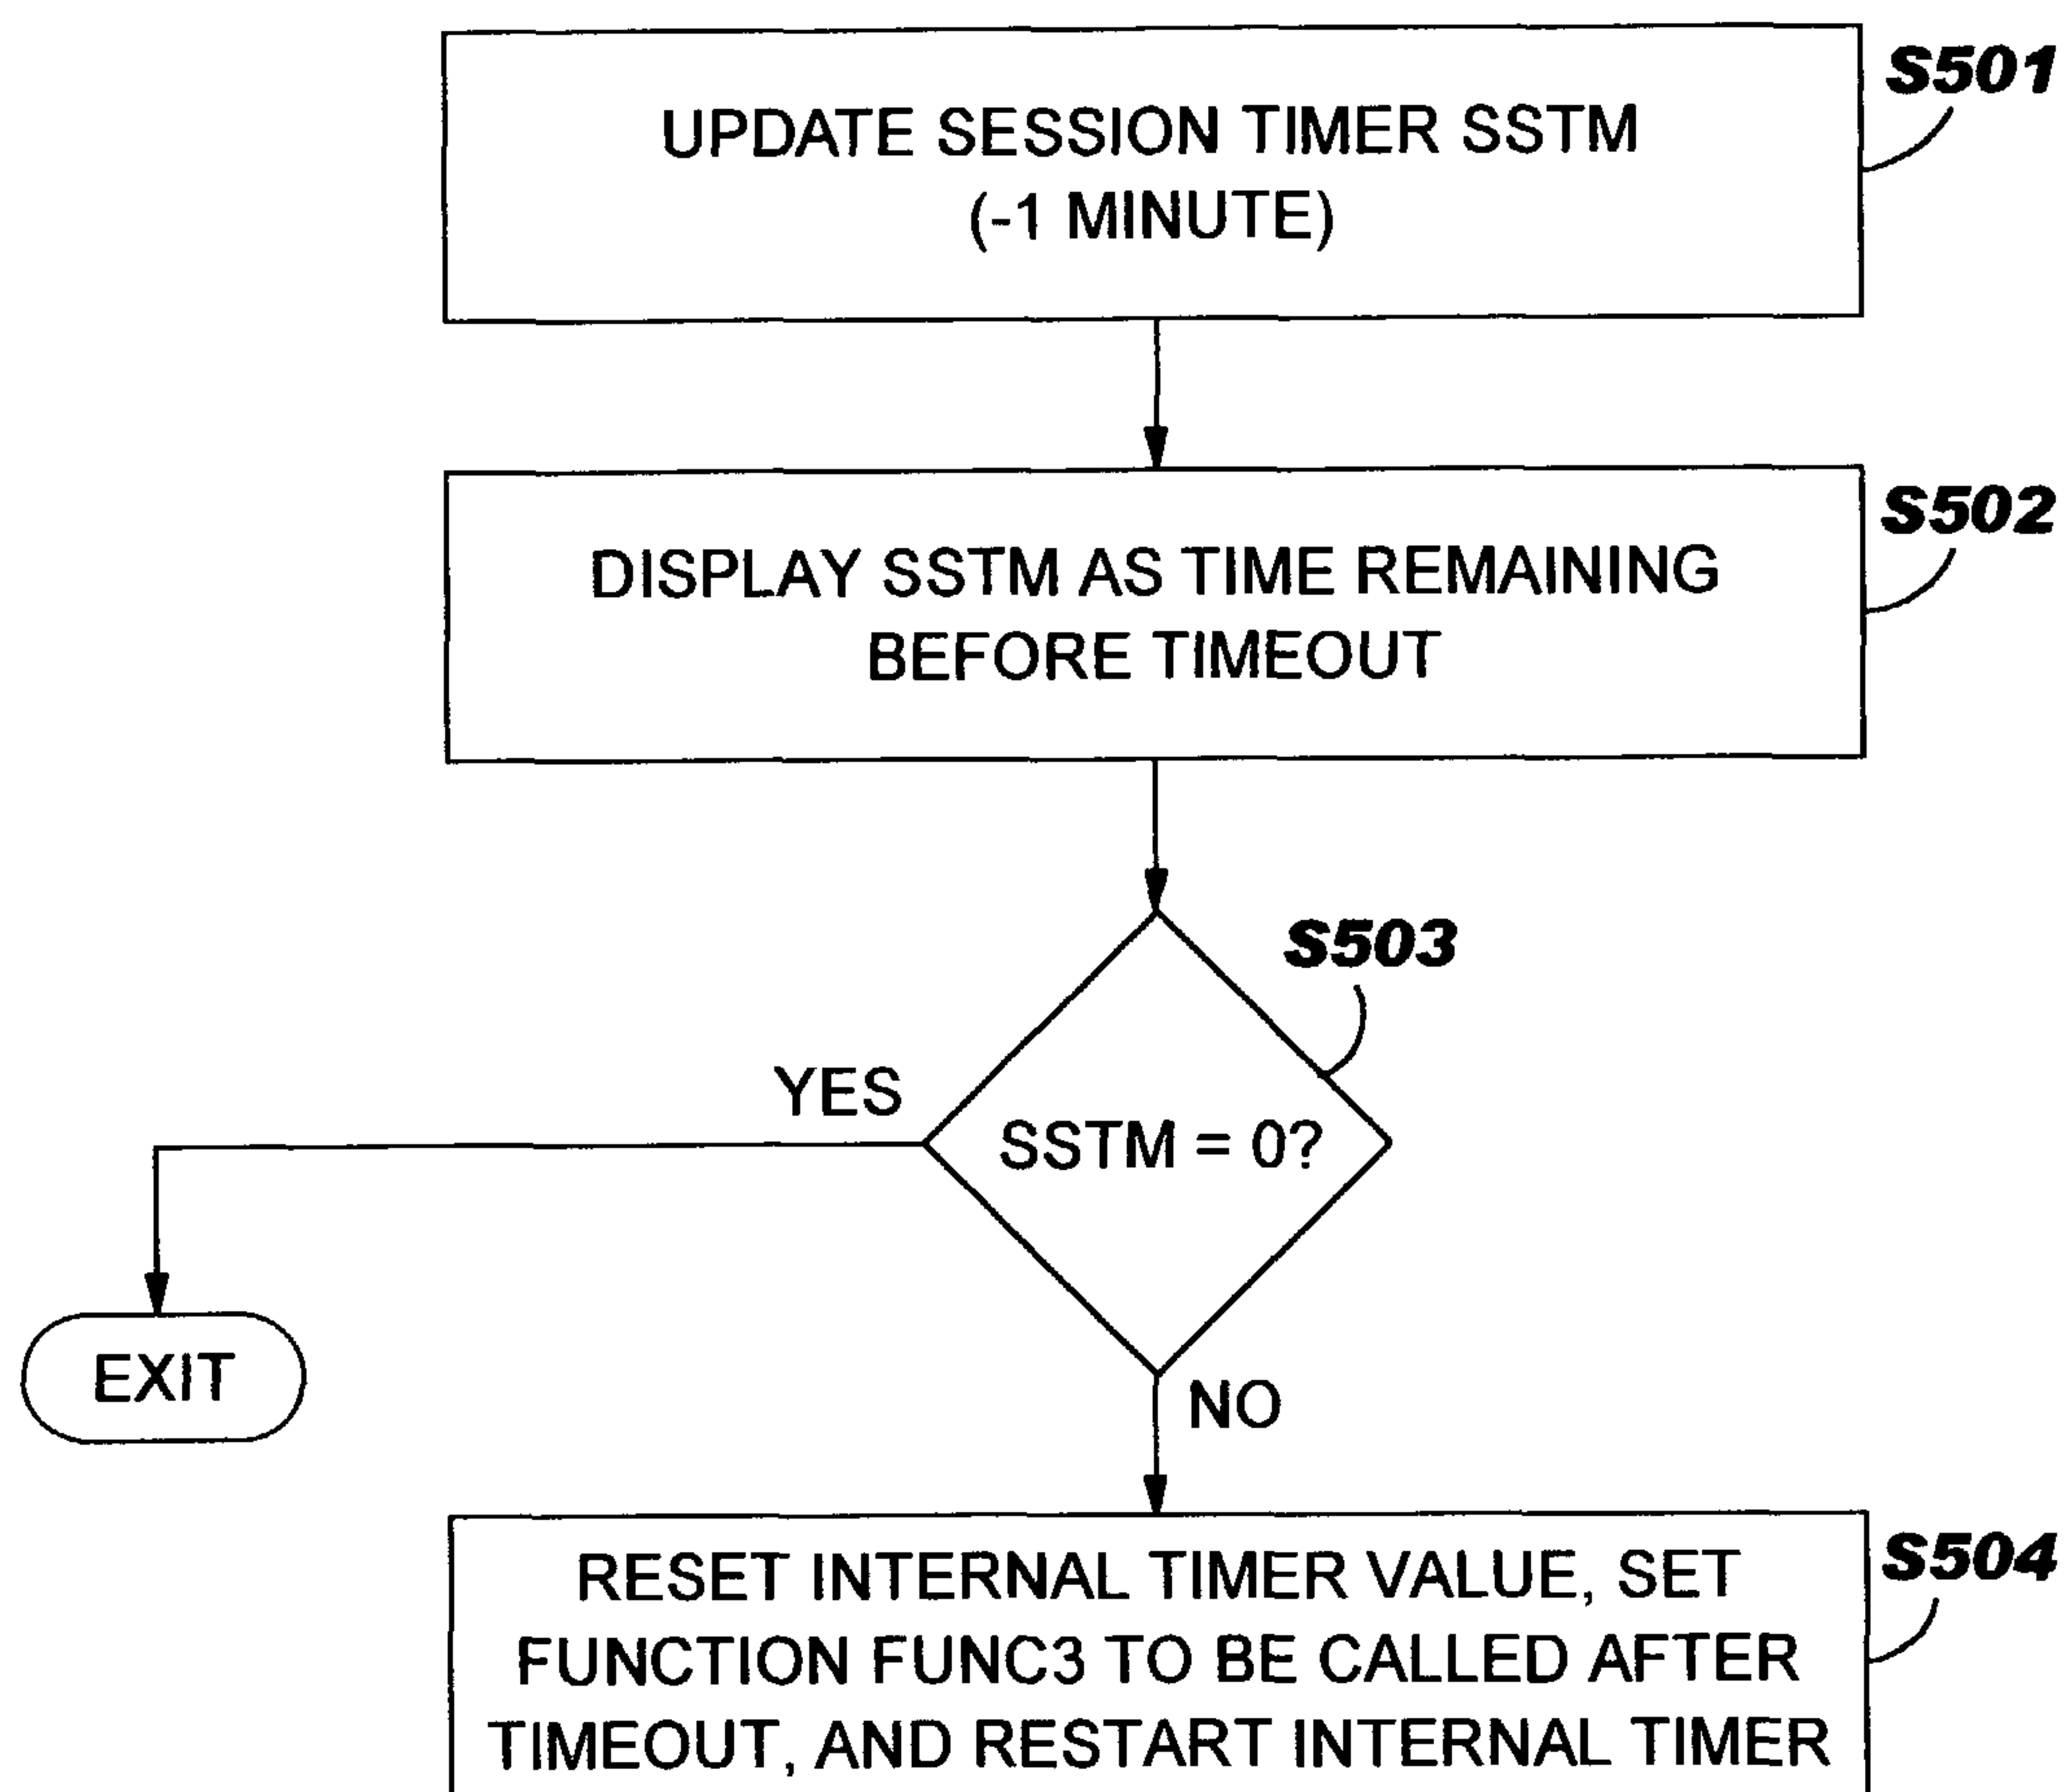 UPDATE SESSION TIMER SSTM
(-1 MINUTE)
S501
DISPLAY SSTM AS TIME REMAINING
BEFORE TIMEOUT
S502
S503
YES
SSTM = 0?
EXIT
NO
RESET INTERNAL TIMER VALUE, SET
FUNCTION FUNC3 TO BE CALLED AFTER
TIMEOUT, AND RESTART INTERNAL TIMER
S504